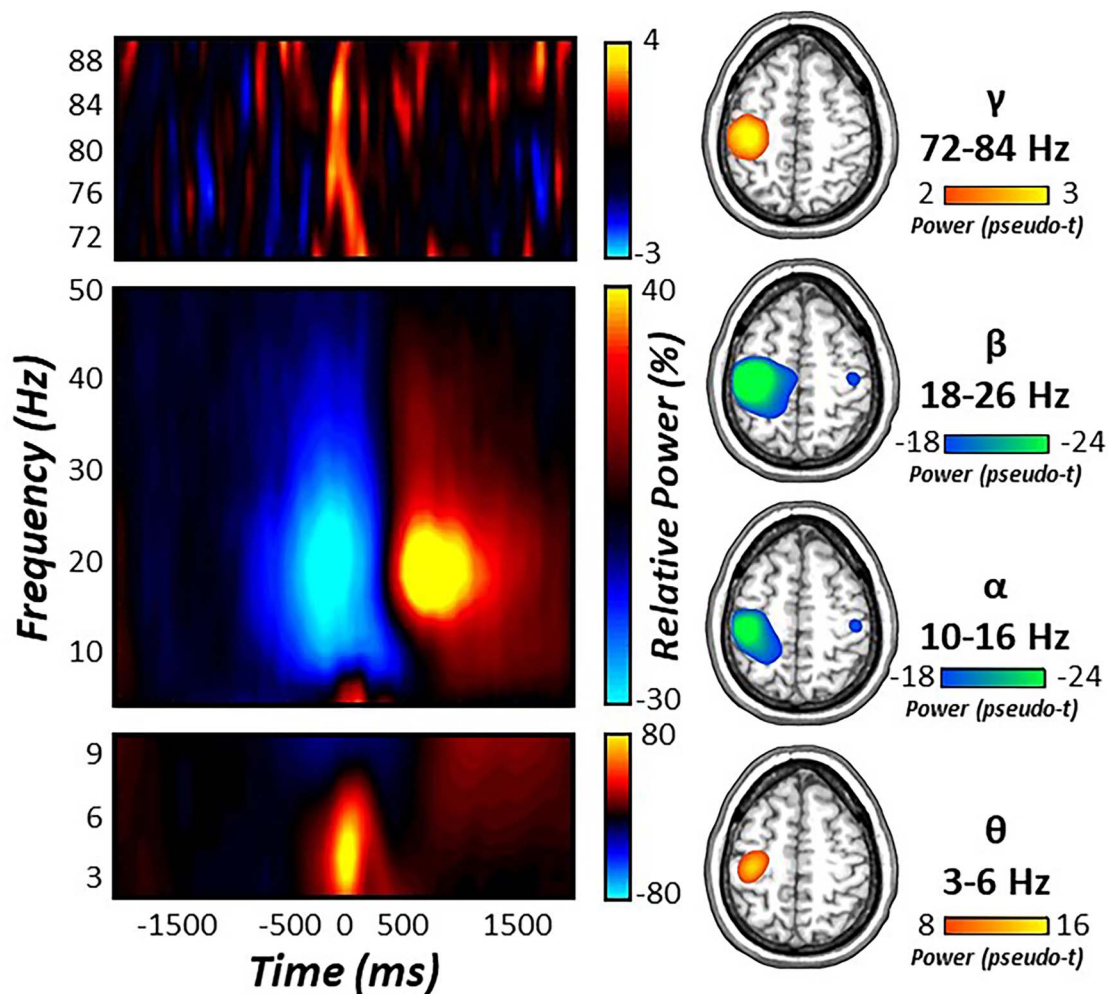 88
84
80
76
72
4
-3
γ
72-84 Hz
2 3
Power (pseudo-t)
50
40
30
20
10
40
-30
Frequency (Hz)
Relative Power (%)
β
18-26 Hz
-18 -24
Power (pseudo-t)
α
10-16 Hz
-18 -24
Power (pseudo-t)
9
6
3
80
-80
θ
3-6 Hz
8 16
Power (pseudo-t)
-1500 -500 0 500 1500
Time (ms)